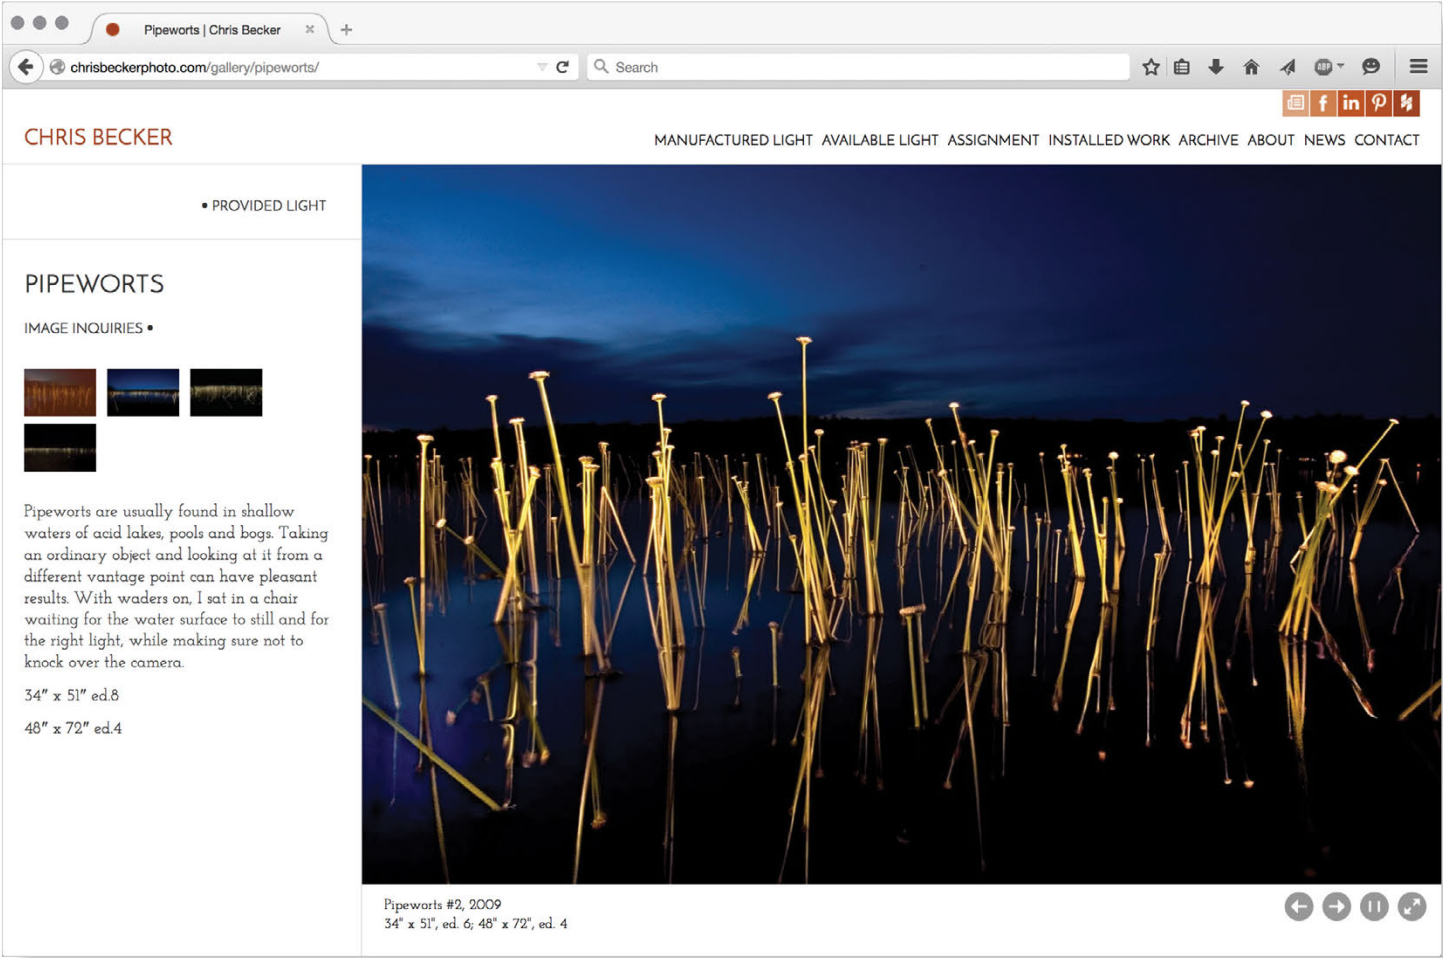 Pipeworts | Chris Becker
chrisbeckerphoto.com/gallery/pipeworts/
Search
ABP
f in
CHRIS BECKER
MANUFACTURED LIGHT AVAILABLE LIGHT ASSIGNMENT INSTALLED WORK ARCHIVE ABOUT NEWS CONTACT
• PROVIDED LIGHT
PIPEWORTS
IMAGE INQUIRIES •
Pipeworts are usually found in shallow
waters of acid lakes, pools and bogs. Taking
an ordinary object and looking at it from a
different vantage point can have pleasant
results. With waders on, I sat in a chair
waiting for the water surface to still and for
the right light, while making sure not to
knock over the camera.
34″ x 51″ ed.8
48″ x 72″ ed.4
Pipeworts #2, 2009
34" x 51", ed. 6; 48" x 72", ed. 4